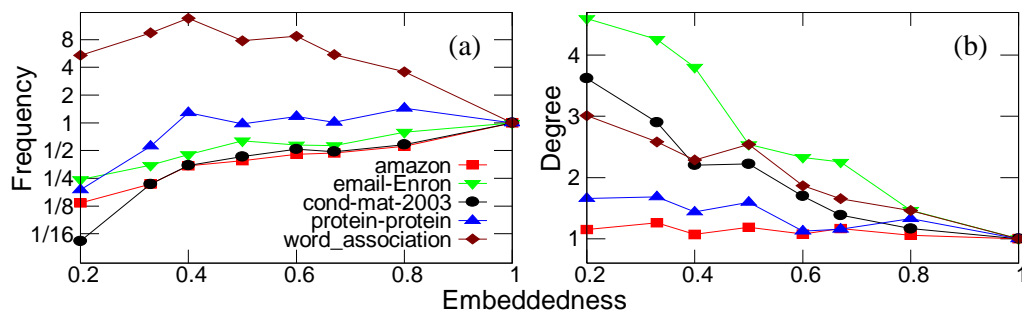 (a)
Frequency
8
4
2
1
1/2
1/4
1/8
1/16
amazon
email-Enron
cond-mat-2003
protein-protein
word_association
0.2
0.4
0.6
0.8
1
(b)
Degree
4
3
2
1
0.2
0.4
0.6
0.8
1
Embeddedness